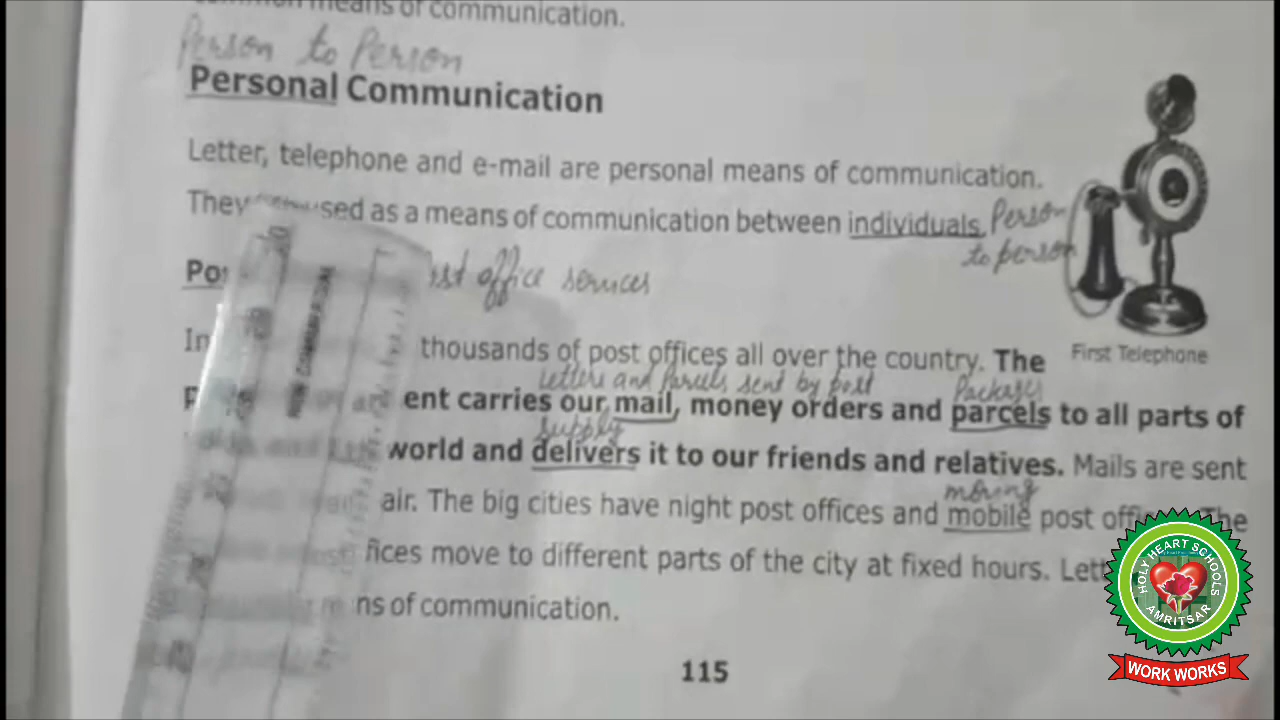 means of communication.
Person to Person
Personal Communication
Letter, telephone and e-mail are personal means of communication.
They used as a means of communication between individuals. Person
to person
Pos office services
In thousands of post offices all over the country. The
First Telephone
Letters and Parcels sent by post Packages
ent carries our mail, money orders and parcels to all parts of
supply
world and delivers it to our friends and relatives. Mails are sent
moving
air. The big cities have night post offices and mobile post The
fices move to different parts of the city at fixed hours. Lett
ns of communication.
115
HOLY HEART SCHOOLS
AMRITSAR
WORK WORKS